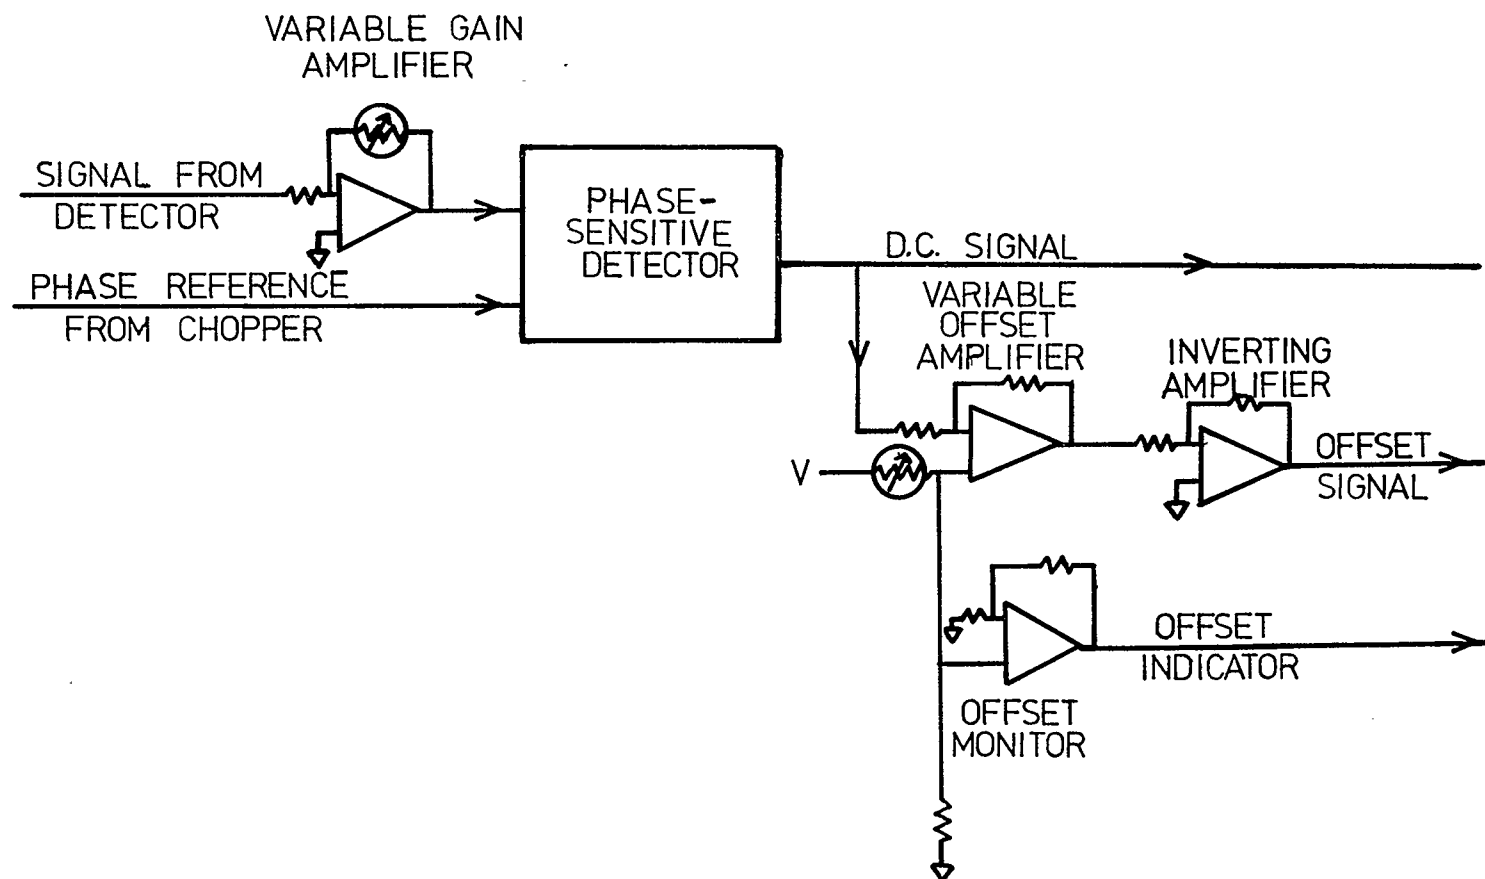 VARIABLE GAIN
AMPLIFIER
SIGNAL FROM
DETECTOR
PHASE REFERENCE
FROM CHOPPER
PHASE-
SENSITIVE
DETECTOR
D.C. SIGNAL
VARIABLE
OFFSET
AMPLIFIER
INVERTING
AMPLIFIER
V
OFFSET
SIGNAL
OFFSET
INDICATOR
OFFSET
MONITOR